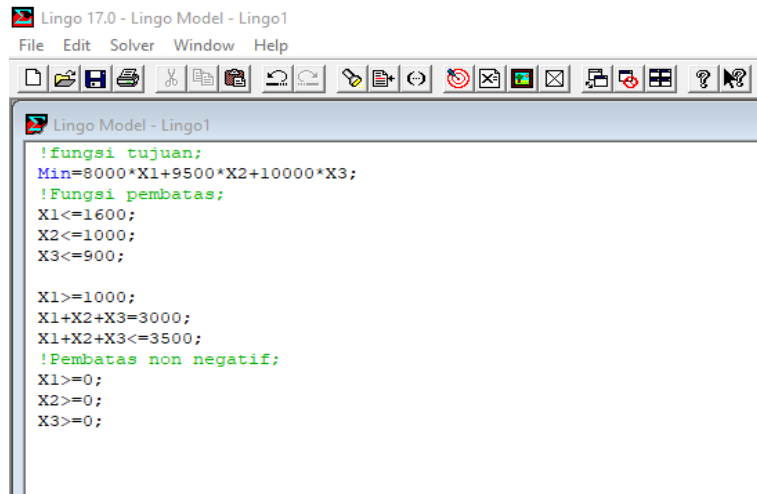 Lingo 17.0 - Lingo Model - Lingo1
File Edit Solver Window Help
Lingo Model - Lingo1
!fungsi tujuan;
Min=8000*X1+9500*X2+10000*X3;
!Fungsi pembatas;
X1<=1600;
X2<=1000;
X3<=900;
X1>=1000;
X1+X2+X3=3000;
X1+X2+X3<=3500;
!Pembatas non negatif;
X1>=0;
X2>=0;
X3>=0;